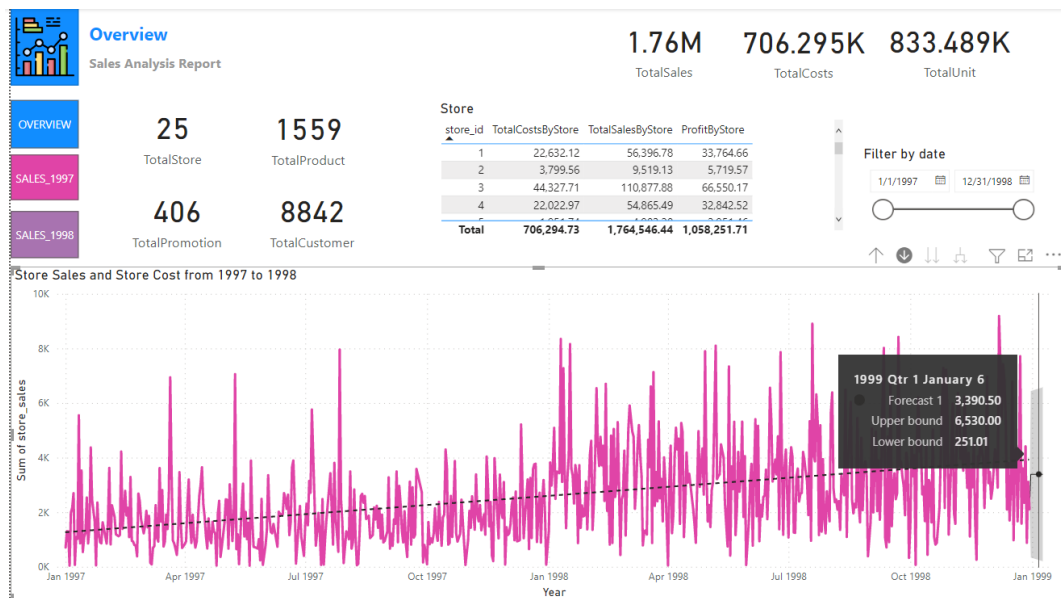 Overview
Sales Analysis Report
1.76M 706.295K 833.489K
TotalSales TotalCosts TotalUnit
OVERVIEW
SALES_1997
SALES_1998
25 1559
TotalStore TotalProduct
406 8842
TotalPromotion TotalCustomer
Store
store_id TotalCostsByStore TotalSalesByStore ProfitByStore
1 22,632.12 56,396.78 33,764.66
2 3,799.56 9,519.13 5,719.57
3 44,327.71 110,877.88 66,550.17
4 22,022.97 54,865.49 32,842.52
Total 706,294.73 1,764,546.44 1,058,251.71
Filter by date
1/1/1997 12/31/1998
Store Sales and Store Cost from 1997 to 1998
Sum of store_sales
10K
8K
6K
4K
2K
0K
1999 Qtr 1 January 6
Forecast 1 3,390.50
Upper bound 6,530.00
Lower bound 251.01
Jan 1997 Apr 1997 Jul 1997 Oct 1997 Jan 1998 Apr 1998 Jul 1998 Oct 1998 Jan 1999
Year